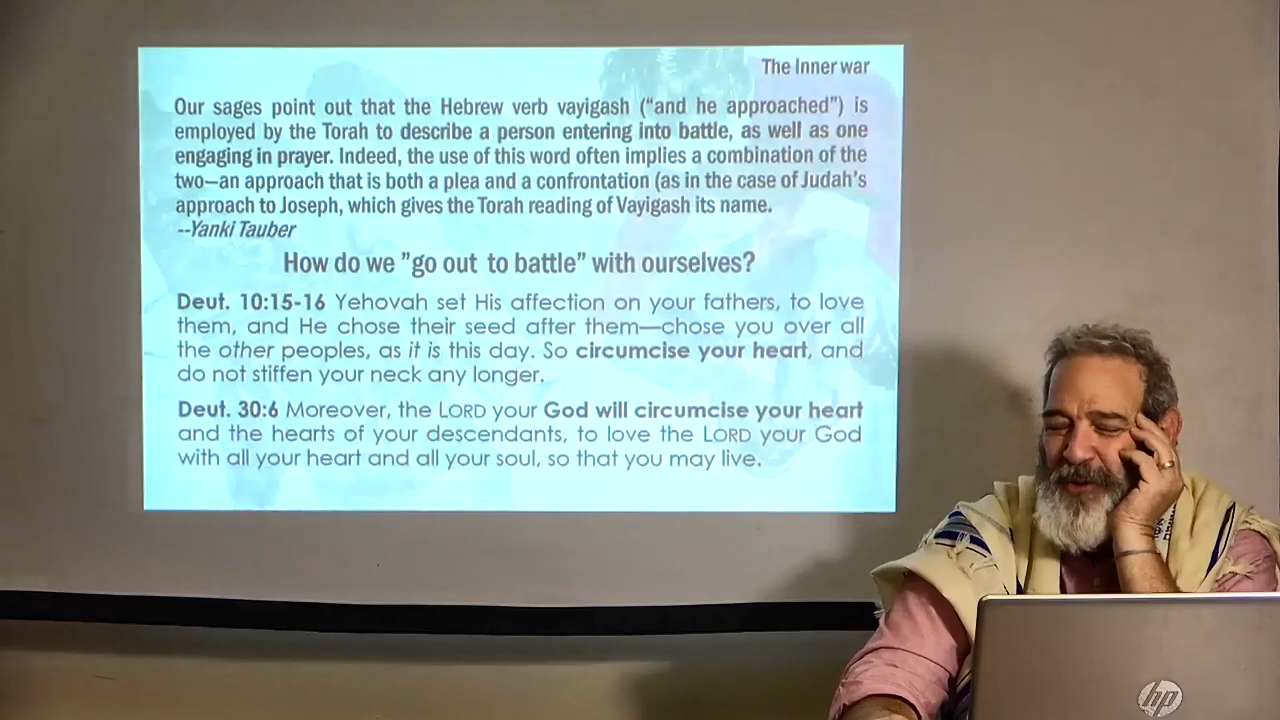 The Inner war
Our sages point out that the Hebrew verb vayigash (“and he approached”) is
employed by the Torah to describe a person entering into battle, as well as one
engaging in prayer. Indeed, the use of this word often implies a combination of the
two—an approach that is both a plea and a confrontation (as in the case of Judah’s
approach to Joseph, which gives the Torah reading of Vayigash its name.
--Yanki Tauber
How do we ”go out to battle” with ourselves?
Deut. 10:15-16 Yehovah set His affection on your fathers, to love
them, and He chose their seed after them—chose you over all
the other peoples, as it is this day. So circumcise your heart, and
do not stiffen your neck any longer.
Deut. 30:6 Moreover, the LORD your God will circumcise your heart
and the hearts of your descendants, to love the LORD your God
with all your heart and all your soul, so that you may live.
hp